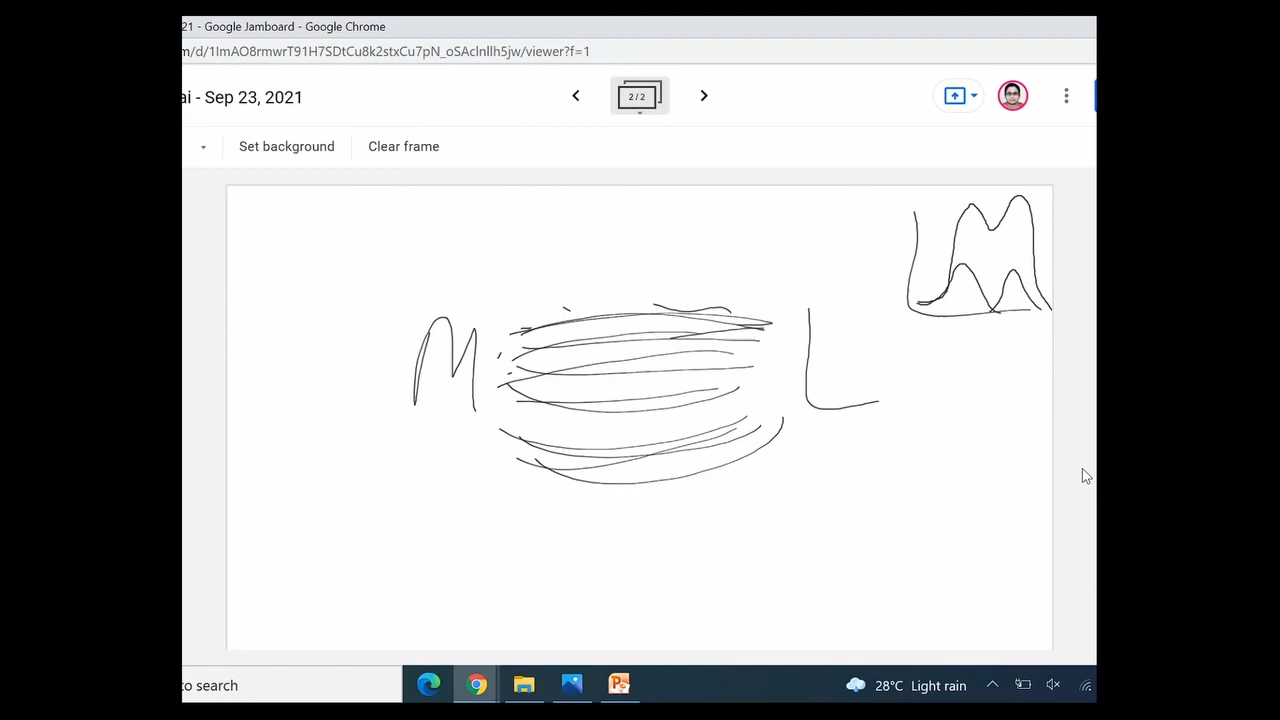 21 - Google Jamboard - Google Chrome
m/d/1ImAO8rmwrT91H7SDtCu8k2stxCu7pN_oSAclnllh5jw/viewer?f=1
ai - Sep 23, 2021
2 / 2
Set background
Clear frame
M
L
to search
28°C Light rain